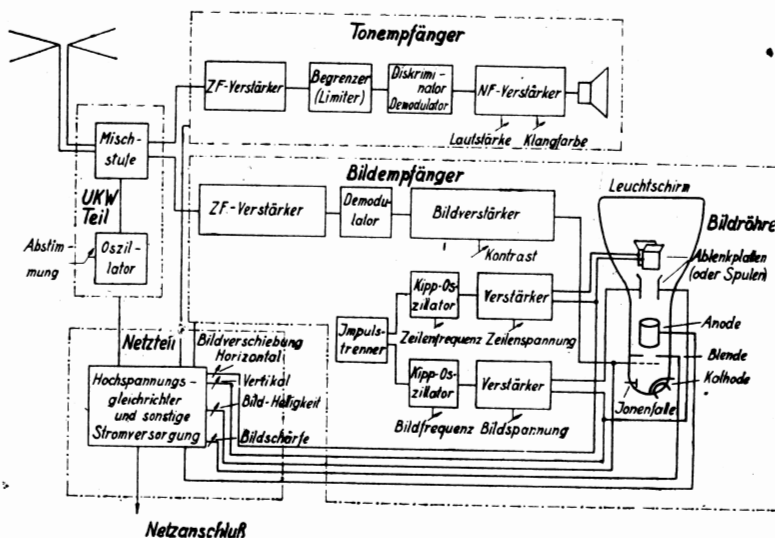 Tonempfänger
ZF-Verstärker
Begrenzer
(Limiter)
Diskrimi-
nator
Demodulator
NF-Verstärker
Lautstärke Klangfarbe
Misch-
stufe
UKW
Teil
Abstim-
mung
Oszil-
lator
Bildempfänger
ZF-Verstärker
Demodu-
lator
Bildverstärker
Kontrast
Leuchtschirm
Bildröhre
Ablenkplatten
(oder Spulen)
Anode
Blende
Kathode
Jonenfalle
Impuls-
trenner
Kipp-Os-
zillator
Verstärker
Zeilenfrequenz Zeilenspannung
Kipp-Os-
zillator
Verstärker
Bildfrequenz Bildspannung
Netzteil
Bildverschiebung
Horizontal
Vertikal
Bild-Helligkeit
Bildschärfe
Hochspannungs-
gleichrichter
und sonstige
Stromversorgung
Netzanschluß